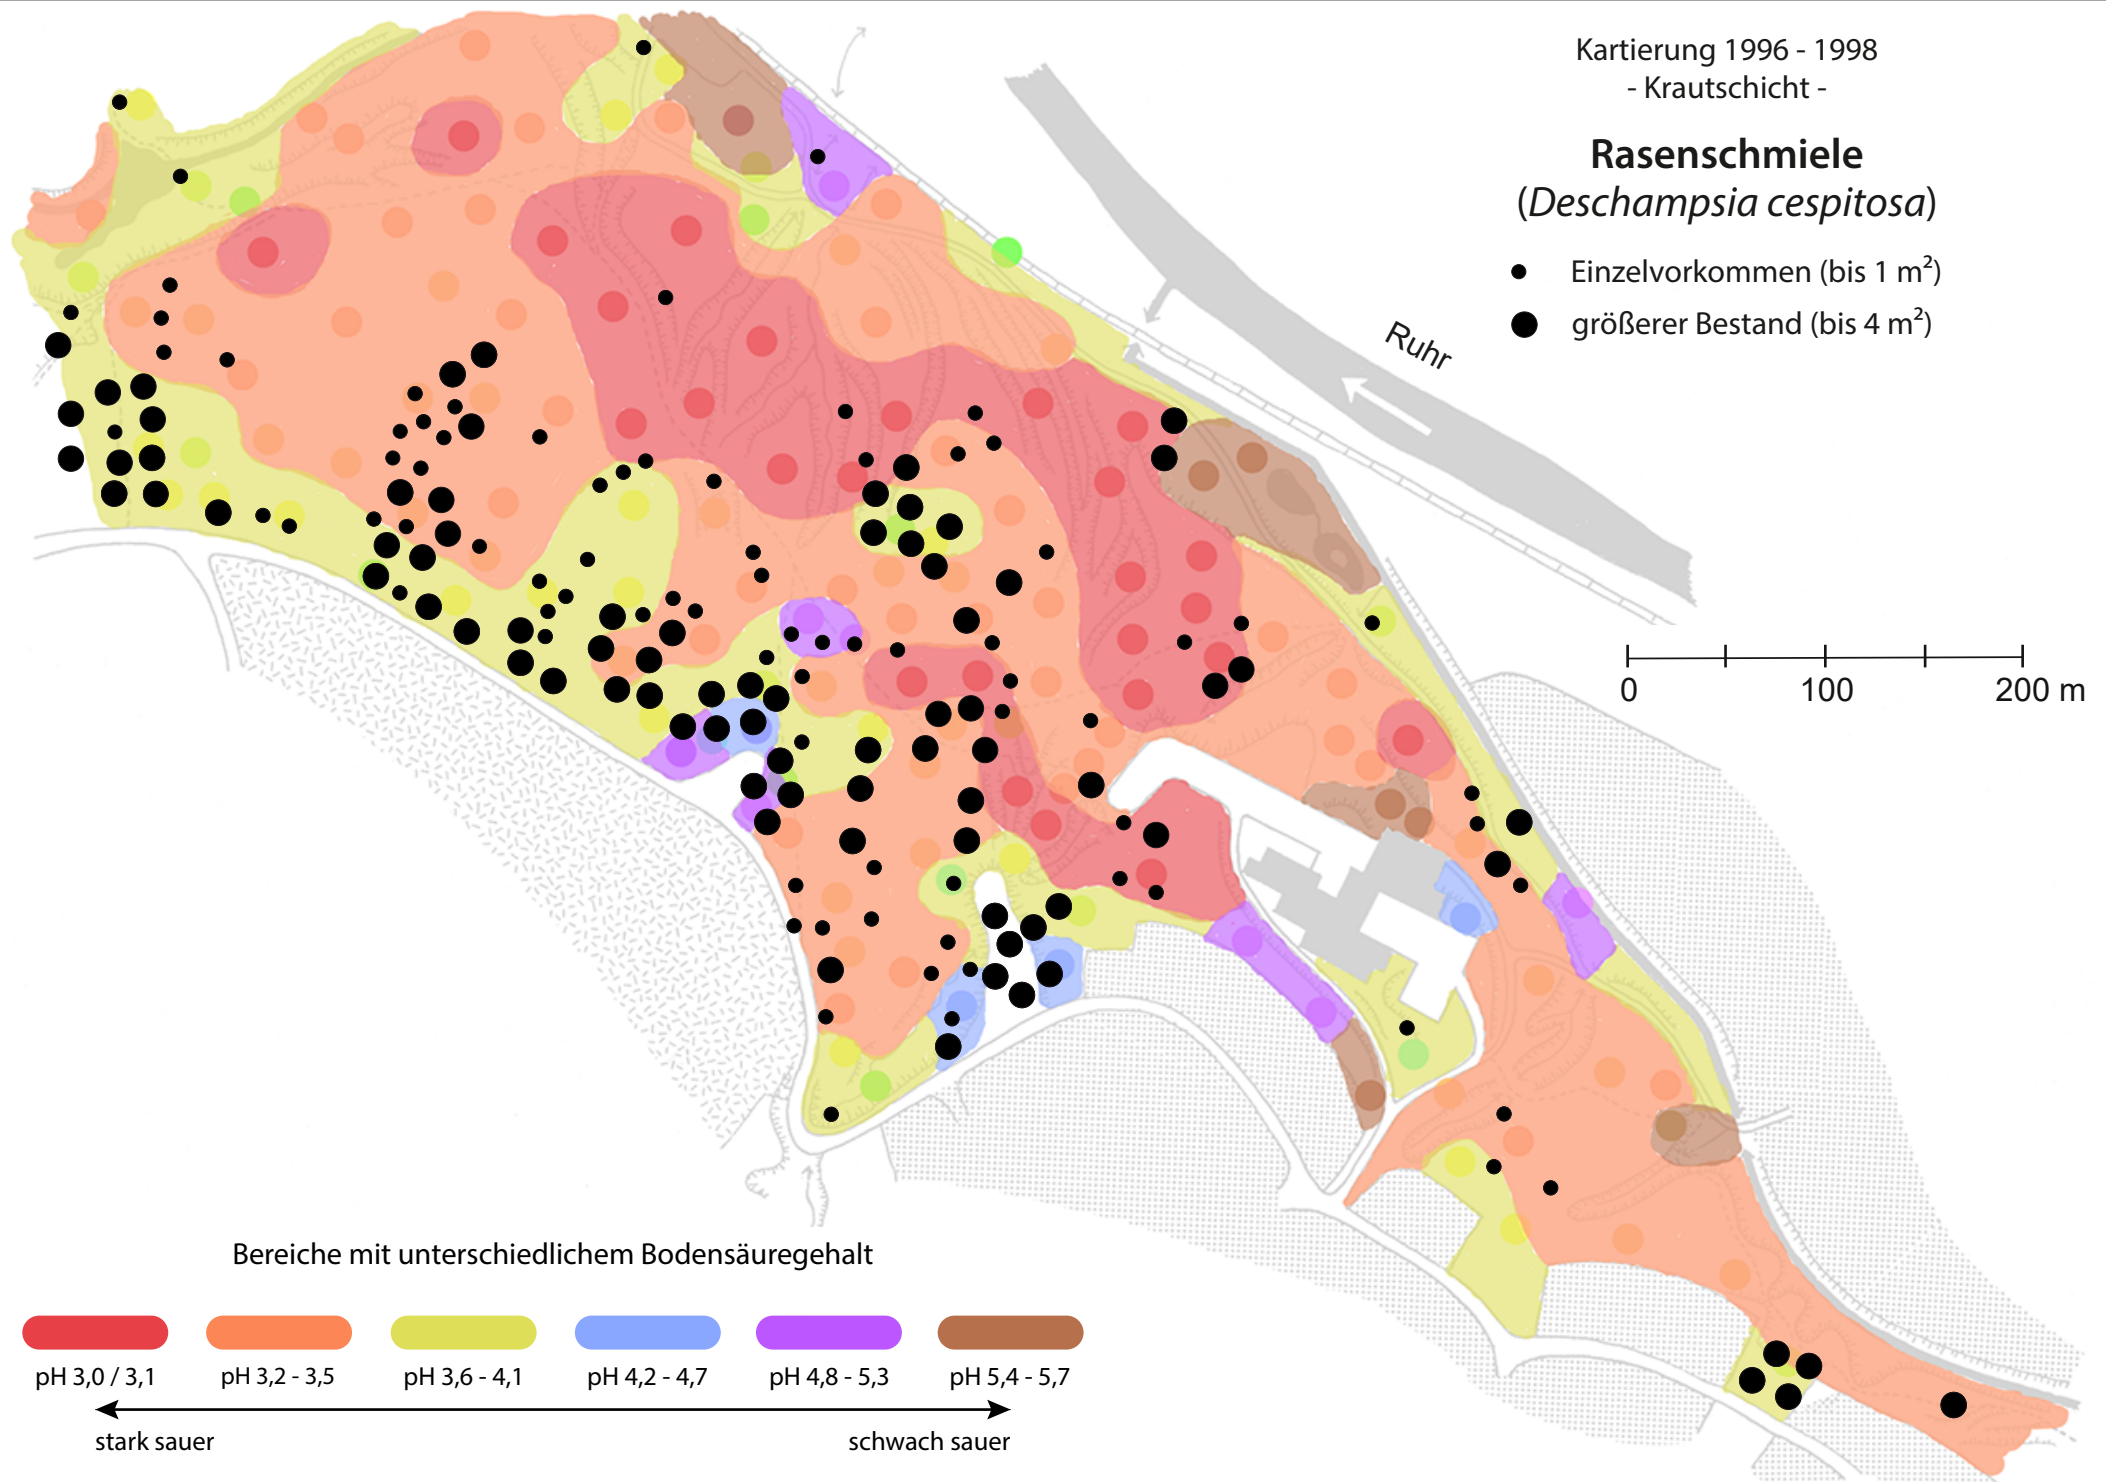 Kartierung 1996 - 1998
- Krautschicht -
Rasenschmiele
(Deschampsia cespitosa)
Einzelvorkommen (bis 1 m²)
größerer Bestand (bis 4 m²)
Ruhr
0 100 200 m
Bereiche mit unterschiedlichem Bodensäuregehalt
pH 3,0 / 3,1 pH 3,2 - 3,5 pH 3,6 - 4,1 pH 4,2 - 4,7 pH 4,8 - 5,3 pH 5,4 - 5,7
stark sauer schwach sauer